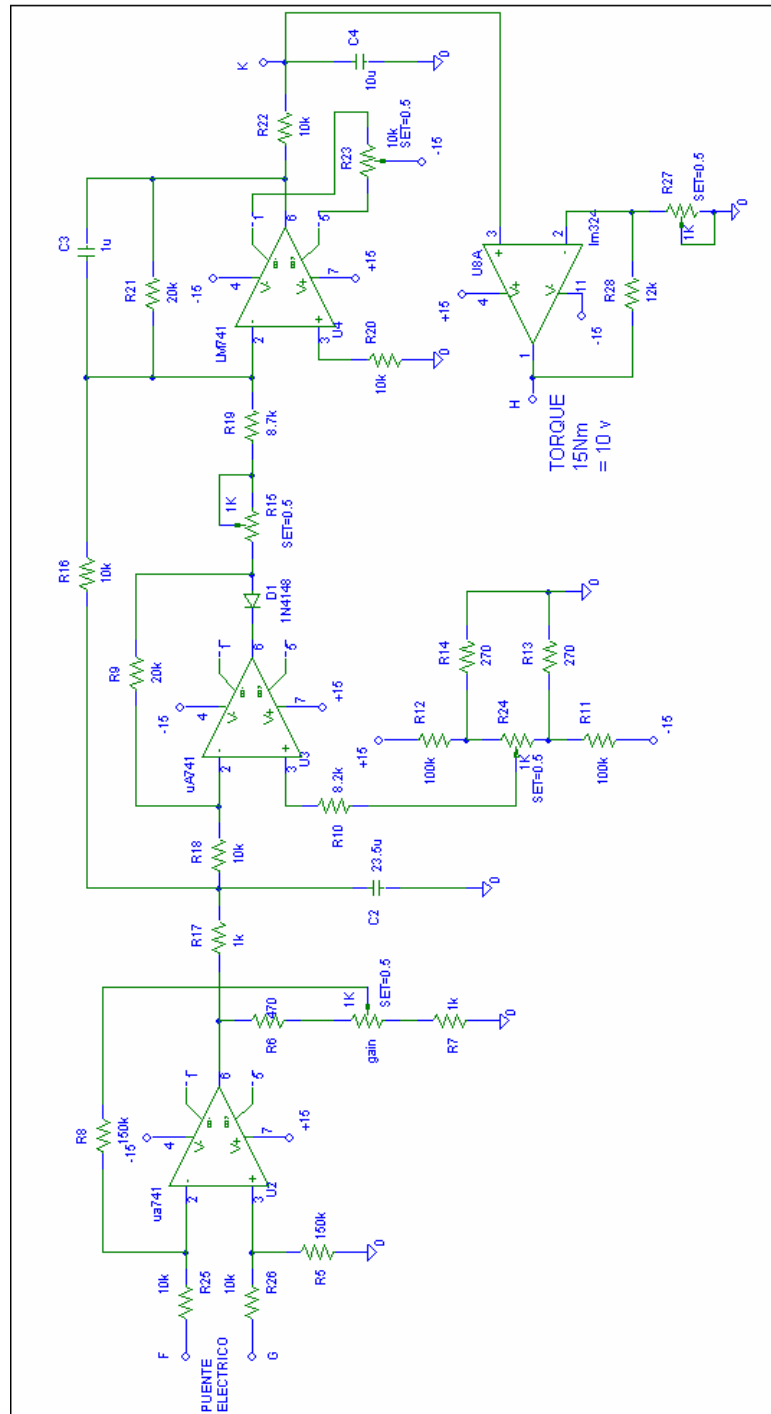 PUENTE
ELECTRICO
F
G
R25
10k
R26
10k
R5
150k
0
R8
150k
ua741
U2
2
3
-
+
4
-15
V-
7
+15
V+
1
5
6
R6
470
gain
1K
SET=0.5
R7
1k
0
R17
1k
C2
23.5u
0
R18
10k
R16
10k
R9
20k
uA741
U3
2
3
-
+
4
-15
V-
7
+15
V+
1
5
6
R10
8.2k
D1
1N4148
+15
R12
100k
R24
1K
SET=0.5
R11
100k
-15
R14
270
R13
270
0
R15
1K
SET=0.5
R19
8.7k
LM741
U4
2
3
-
+
4
-15
V-
7
+15
V+
1
5
6
R20
10k
0
R21
20k
C3
1u
R22
10k
R23
10k
SET=0.5
-15
K
C4
10u
0
U8A
lm324
3
2
+
-
4
+15
V+
11
-15
V-
1
R28
12k
R27
1K
SET=0.5
0
H
TORQUE
15Nm
= 10 v